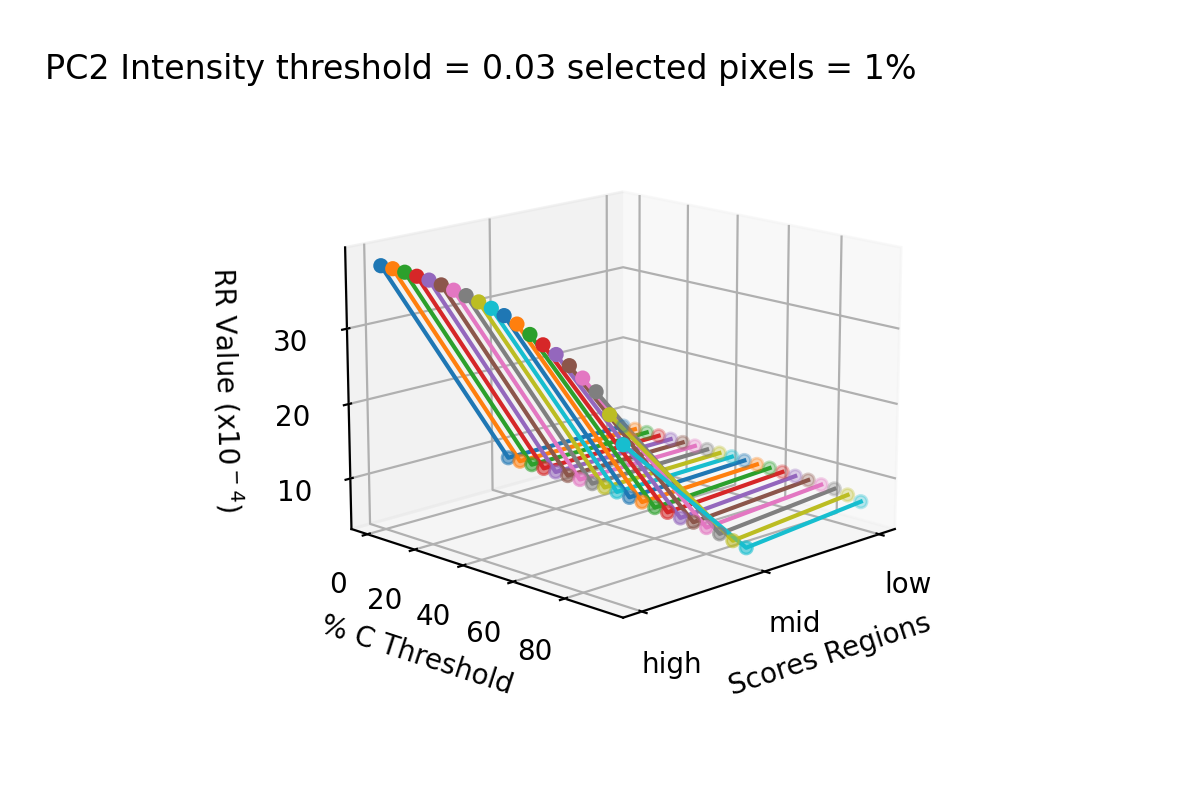 PC2 Intensity threshold = 0.03 selected pixels = 1%
RR Value (x10⁻⁴)
30
20
10
0
20
40
60
80
% C Threshold
high
mid
low
Scores Regions